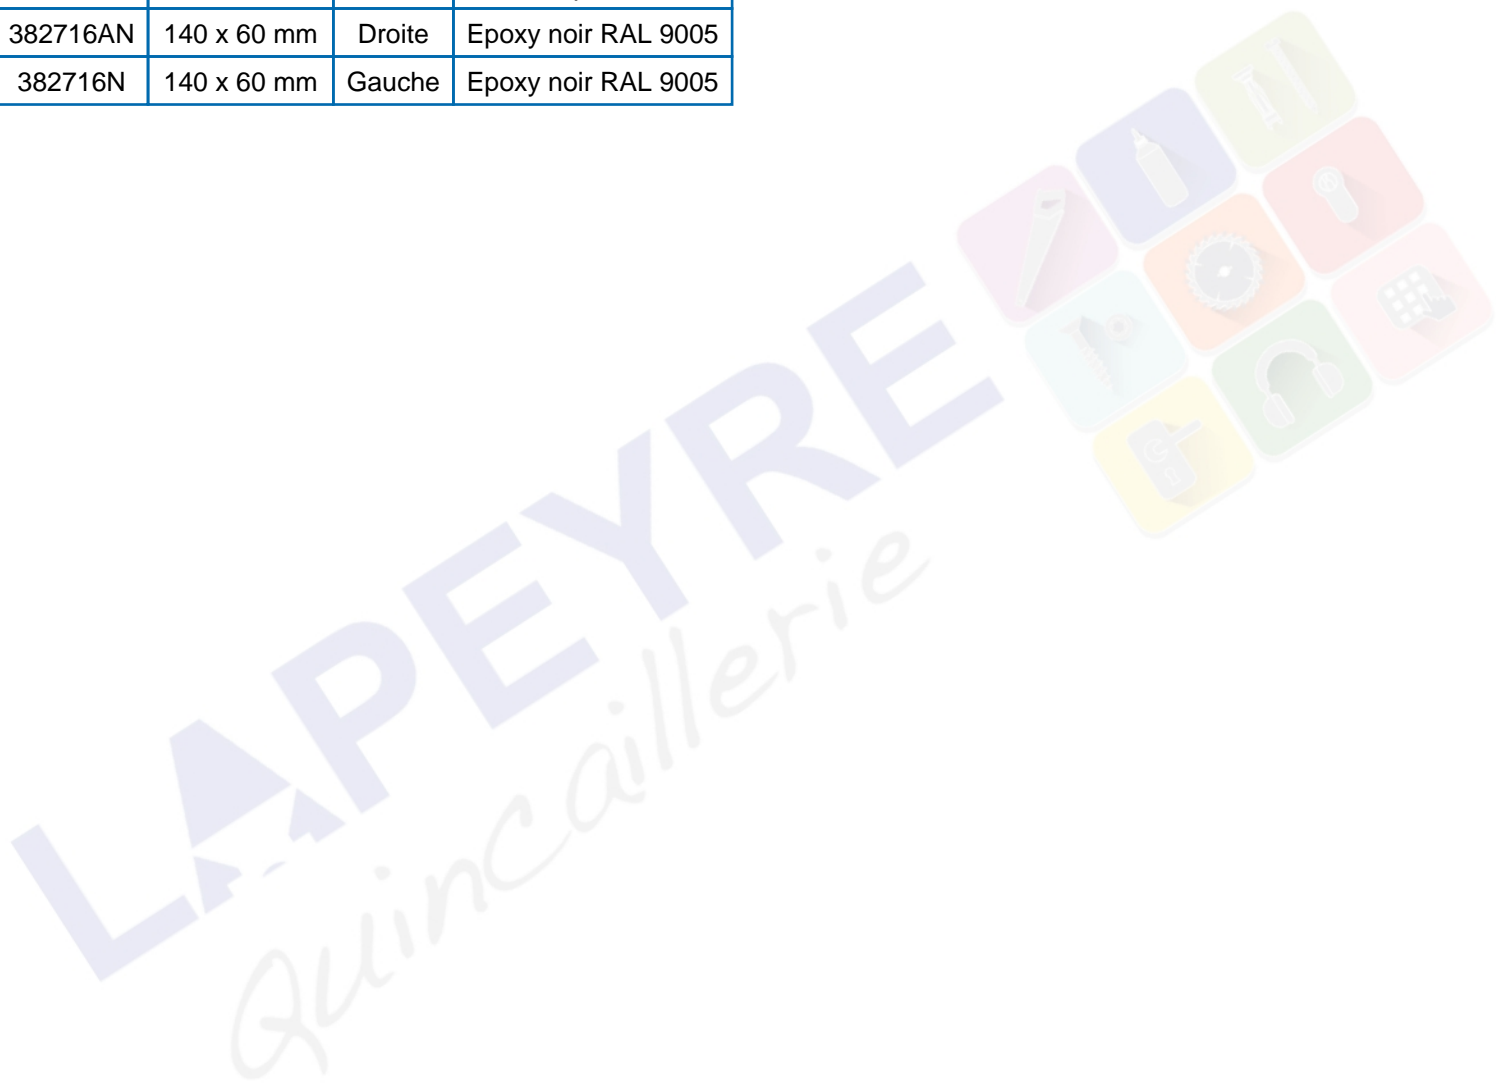 382716AN 140 x 60 mm Droite Epoxy noir RAL 9005
382716N 140 x 60 mm Gauche Epoxy noir RAL 9005
LAPEYRE
Quincaillerie